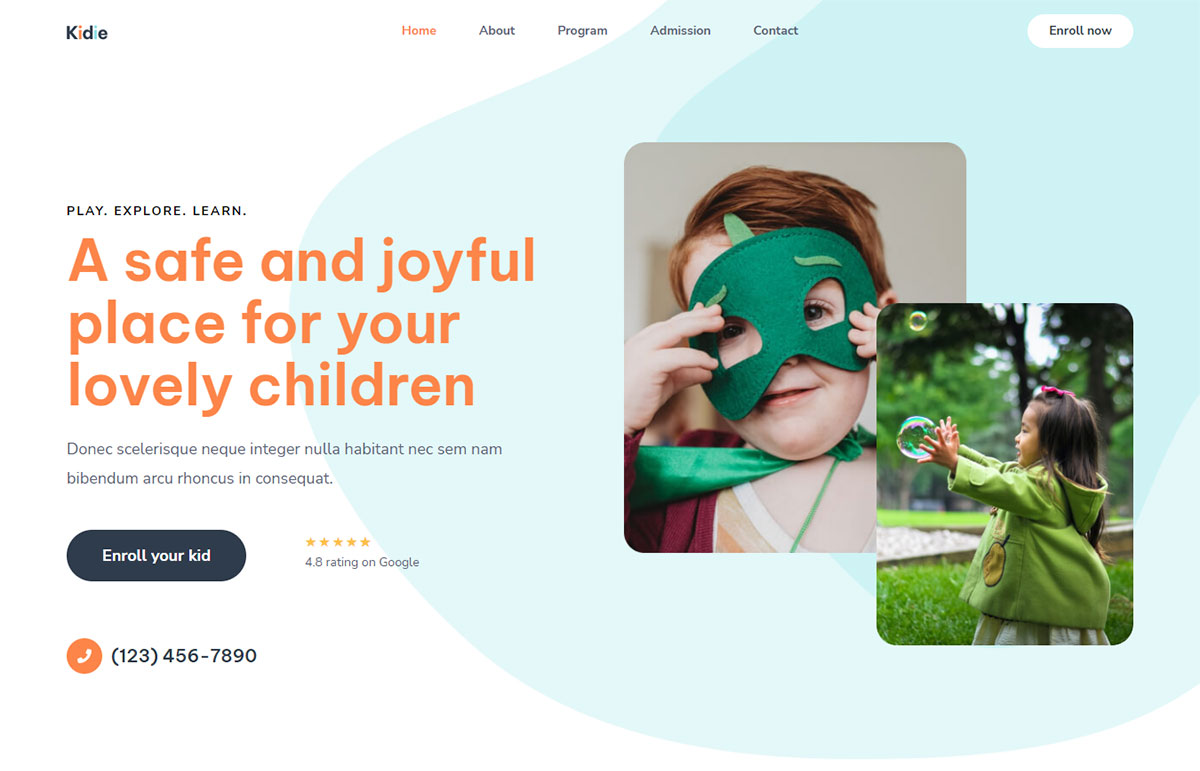 Kidie
Home About Program Admission Contact
Enroll now
PLAY. EXPLORE. LEARN.
A safe and joyful
place for your
lovely children
Donec scelerisque neque integer nulla habitant nec sem nam
bibendum arcu rhoncus in consequat.
Enroll your kid
4.8 rating on Google
(123) 456-7890